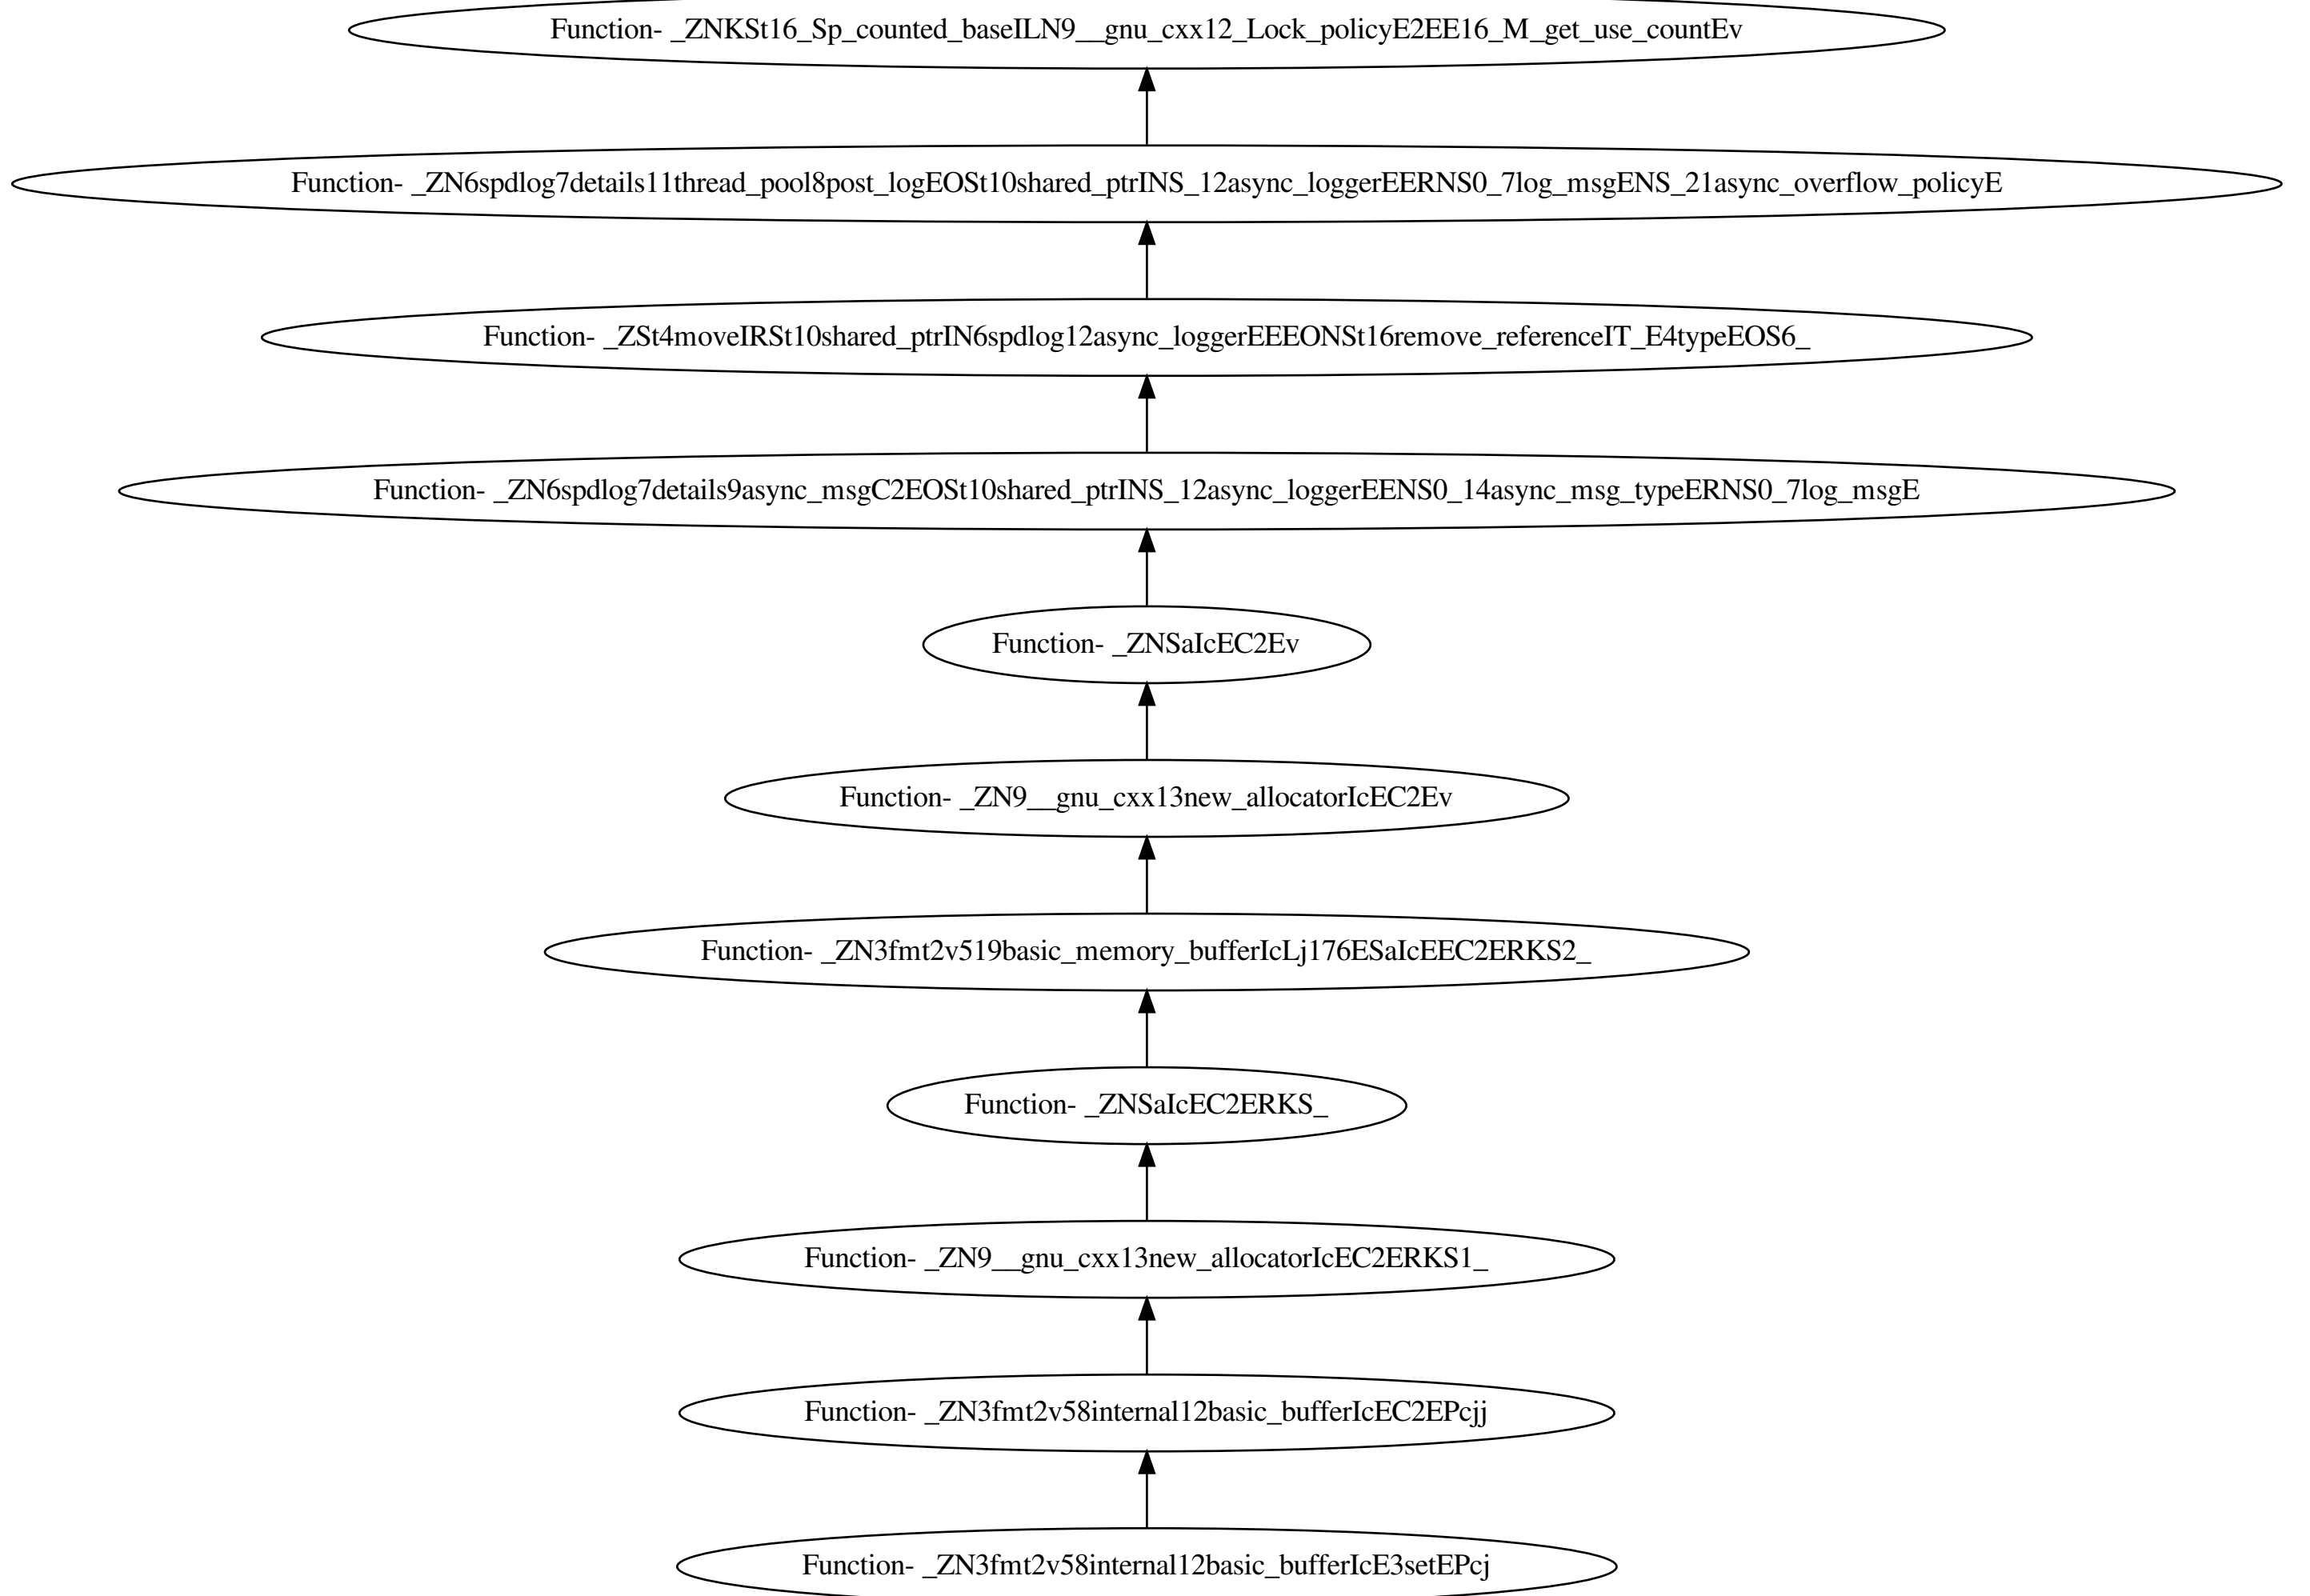 Function- _ZNKSt16_Sp_counted_baseILN9__gnu_cxx12_Lock_policyE2EE16_M_get_use_countEv
Function- _ZN6spdlog7details11thread_pool8post_logEOSt10shared_ptrINS_12async_loggerEERNS0_7log_msgENS_21async_overflow_policyE
Function- _ZSt4moveIRSt10shared_ptrIN6spdlog12async_loggerEEEONSt16remove_referenceIT_E4typeEOS6_
Function- _ZN6spdlog7details9async_msgC2EOSt10shared_ptrINS_12async_loggerEENS0_14async_msg_typeERNS0_7log_msgE
Function- _ZNSaIcEC2Ev
Function- _ZN9__gnu_cxx13new_allocatorIcEC2Ev
Function- _ZN3fmt2v519basic_memory_bufferIcLj176ESaIcEEC2ERKS2_
Function- _ZNSaIcEC2ERKS_
Function- _ZN9__gnu_cxx13new_allocatorIcEC2ERKS1_
Function- _ZN3fmt2v58internal12basic_bufferIcEC2EPcjj
Function- _ZN3fmt2v58internal12basic_bufferIcE3setEPcj